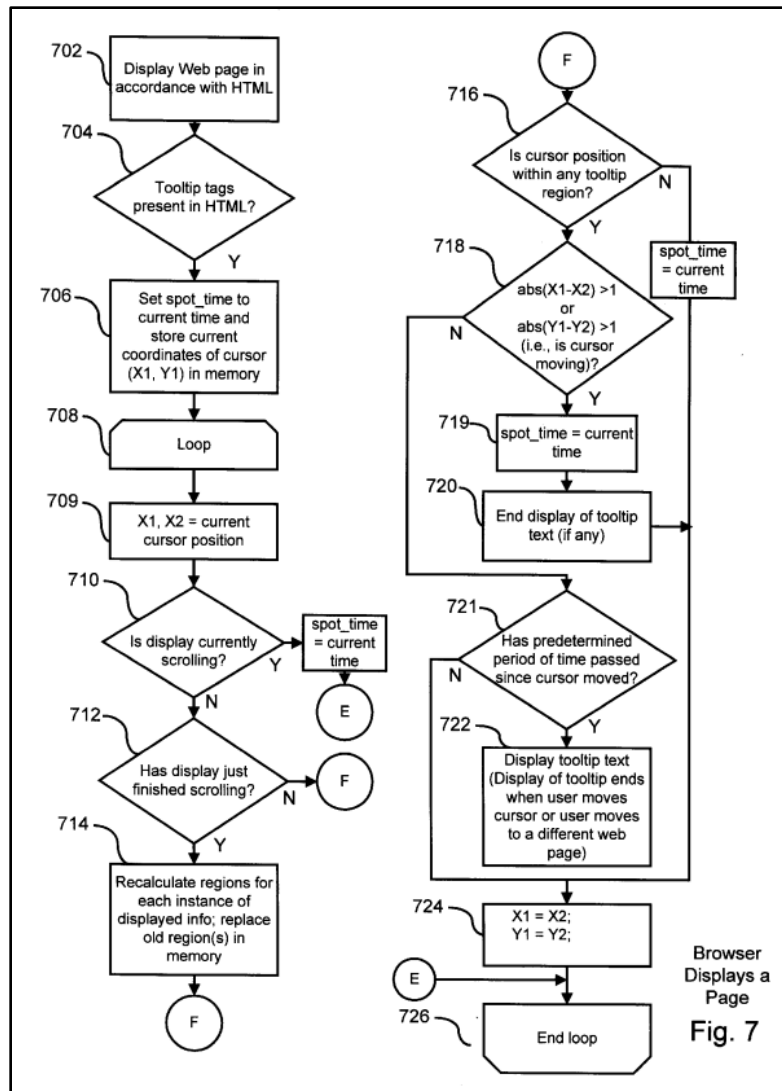 702
Display Web page in
accordance with HTML
704
Tooltip tags
present in HTML?
Y
706
Set spot_time to
current time and
store current
coordinates of cursor
(X1, Y1) in memory
708
Loop
709
X1, X2 = current
cursor position
710
Is display currently
scrolling?
Y
spot_time
= current
time
E
N
712
Has display just
finished scrolling?
N
F
Y
714
Recalculate regions for
each instance of
displayed info; replace
old region(s) in
memory
F
F
716
Is cursor position
within any tooltip
region?
N
spot_time
= current
time
Y
718
abs(X1-X2) >1
or
abs(Y1-Y2) >1
(i.e., is cursor
moving)?
N
Y
719
spot_time = current
time
720
End display of tooltip
text (if any)
721
Has predetermined
period of time passed
since cursor moved?
N
Y
722
Display tooltip text
(Display of tooltip ends
when user moves
cursor or user moves
to a different web
page)
724
X1 = X2;
Y1 = Y2;
E
726
End loop
Browser
Displays a
Page
Fig. 7